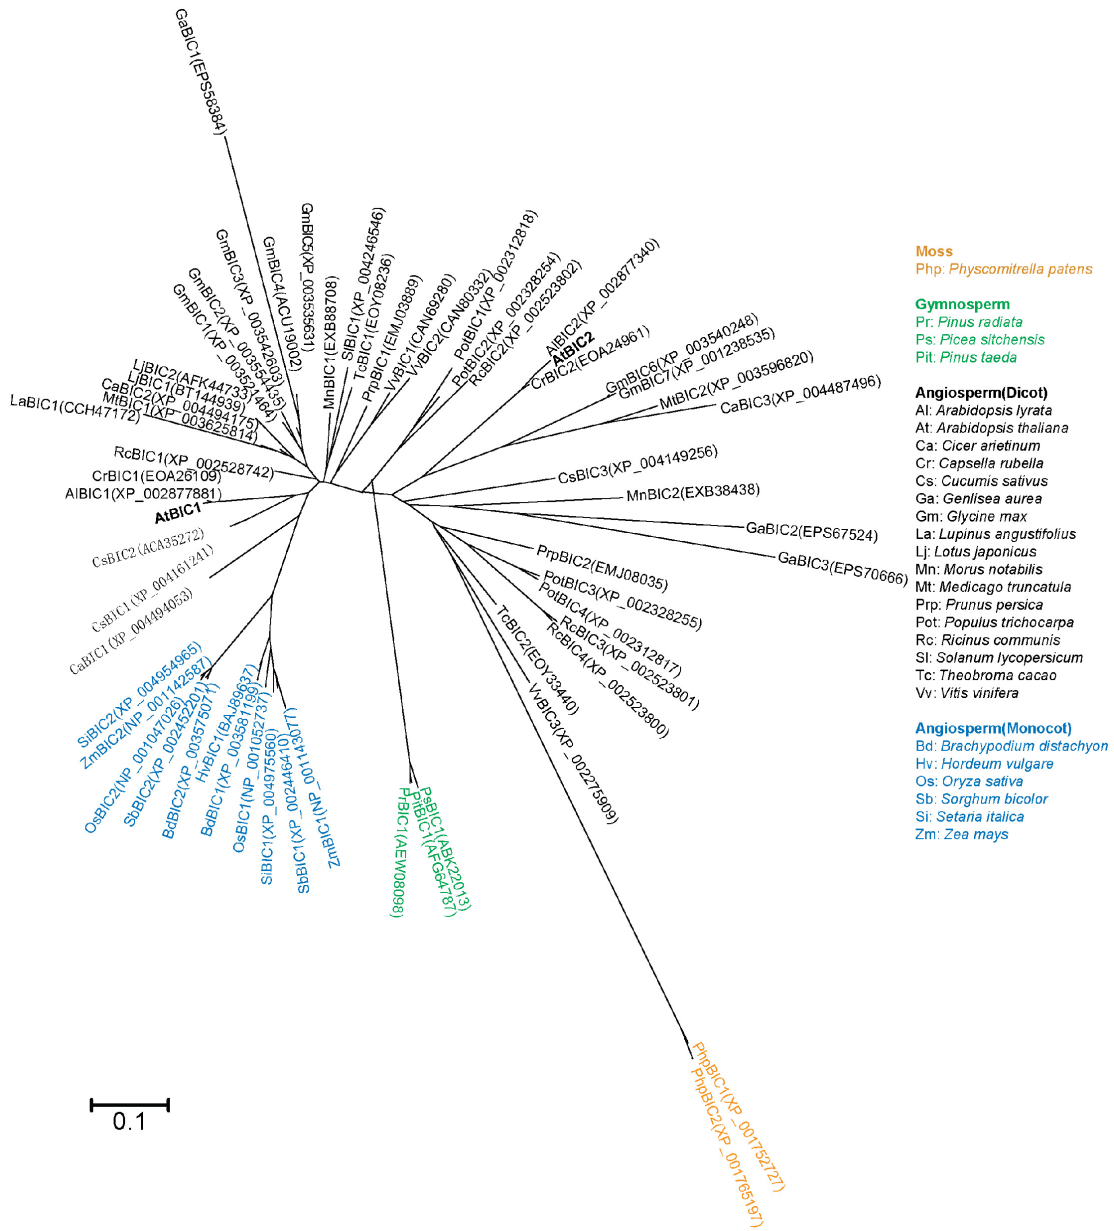 GaBIC1(EPS58384)
GmBIC5(XP_003535631)
GmBIC4(ACU19002)
GmBIC3(XP_003542603)
GmBIC2(XP_003554435)
GmBIC1(XP_003521464)
LjBIC2(AFK44733)
LjBIC1(BT144939)
CaBIC2(XP_004494175)
MtBIC1(XP_003625814)
LaBIC1(CCH47172)
RcBIC1(XP_002528742)
CrBIC1(EOA26109)
AlBIC1(XP_002877881)
AtBIC1
CsBIC2(ACA35272)
CsBIC1(XP_004161241)
CaBIC1(XP_004494053)
SiBIC2(XP_004954965)
ZmBIC2(NP_001142587)
OsBIC2(NP_001047026)
SbBIC2(XP_002452201)
BdBIC2(XP_003575071)
HvBIC1(BAJ89637)
BdBIC1(XP_003581199)
OsBIC1(NP_001052737)
SiBIC1(XP_004975560)
SbBIC1(XP_002446410)
ZmBIC1(NP_001143077)
PrBIC1(AEW08098)
PitBIC1(AFG64787)
PsBIC1(ABK22013)
PhpBIC2(XP_001765197)
PhpBIC1(XP_001752727)
VvBIC3(XP_002275909)
TcBIC2(EOY33440)
RcBIC4(XP_002523800)
RcBIC3(XP_002523801)
PotBIC4(XP_002312817)
PotBIC3(XP_002328255)
PrpBIC2(EMJ08035)
GaBIC3(EPS70666)
GaBIC2(EPS67524)
MnBIC2(EXB38438)
CsBIC3(XP_004149256)
CaBIC3(XP_004487496)
MtBIC2(XP_003596820)
GmBIC7(XP_001238535)
GmBIC6(XP_003540248)
CrBIC2(EOA24961)
AtBIC2
AlBIC2(XP_002877340)
RcBIC2(XP_002523802)
PotBIC2(XP_002328254)
PotBIC1(XP_002312818)
VvBIC2(CAN80332)
VvBIC1(CAN69280)
PrpBIC1(EMJ03889)
TcBIC1(EOY08236)
SlBIC1(XP_004246546)
MnBIC1(EXB88708)
0.1
Moss
Php: Physcomitrella patens
Gymnosperm
Pr: Pinus radiata
Ps: Picea sitchensis
Pit: Pinus taeda
Angiosperm(Dicot)
Al: Arabidopsis lyrata
At: Arabidopsis thaliana
Ca: Cicer arietinum
Cr: Capsella rubella
Cs: Cucumis sativus
Ga: Genlisea aurea
Gm: Glycine max
La: Lupinus angustifolius
Lj: Lotus japonicus
Mn: Morus notabilis
Mt: Medicago truncatula
Prp: Prunus persica
Pot: Populus trichocarpa
Rc: Ricinus communis
Sl: Solanum lycopersicum
Tc: Theobroma cacao
Vv: Vitis vinifera
Angiosperm(Monocot)
Bd: Brachypodium distachyon
Hv: Hordeum vulgare
Os: Oryza sativa
Sb: Sorghum bicolor
Si: Setaria italica
Zm: Zea mays